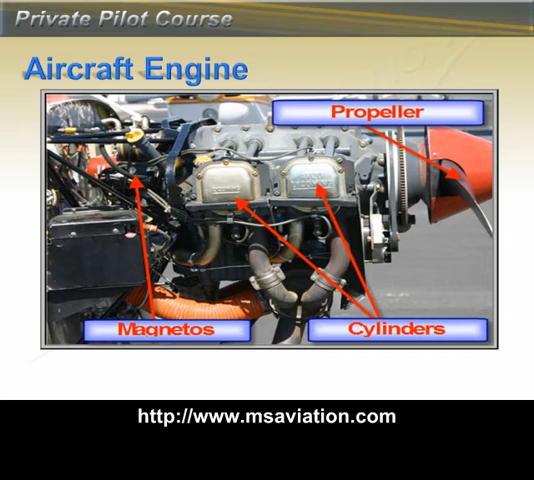 Private Pilot Course
Aircraft Engine
Propeller
Magnetos
Cylinders
http://www.msaviation.com